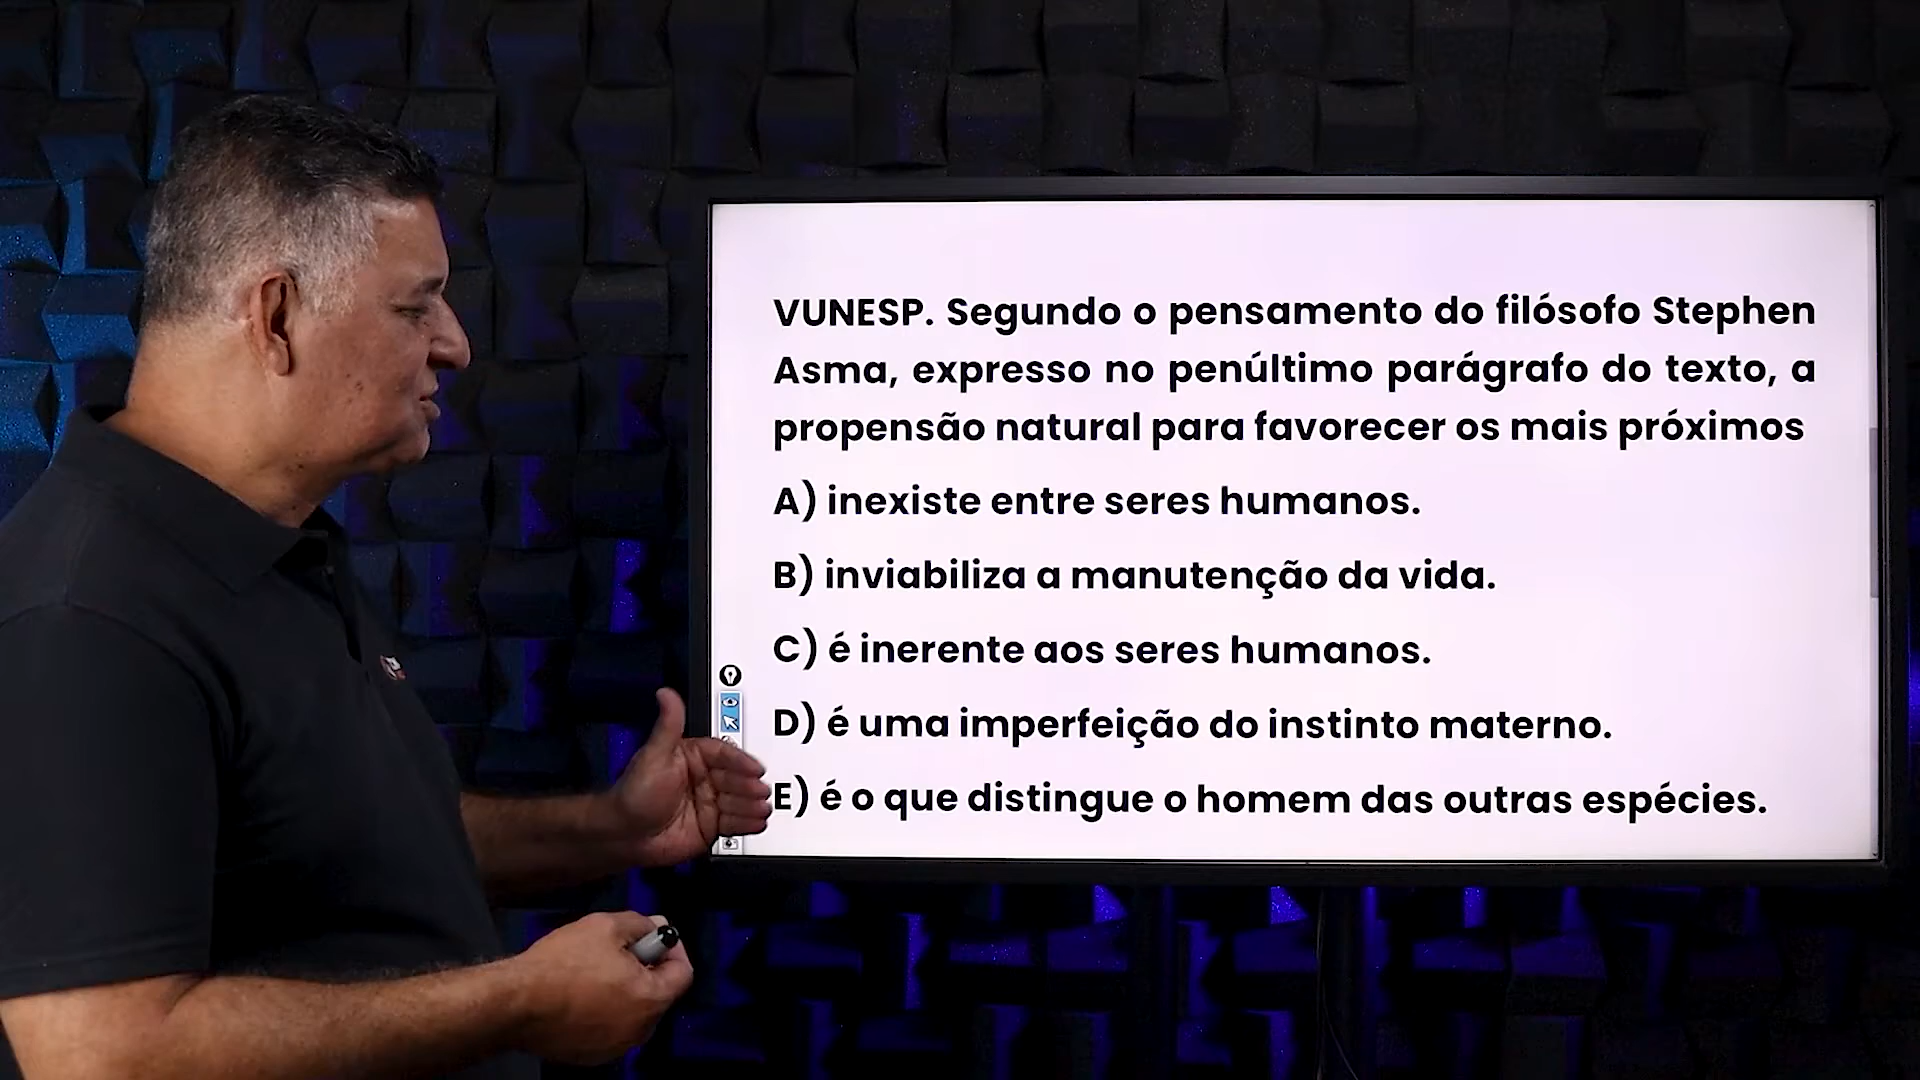 VUNESP. Segundo o pensamento do filósofo Stephen
Asma, expresso no penúltimo parágrafo do texto, a
propensão natural para favorecer os mais próximos
A) inexiste entre seres humanos.
B) inviabiliza a manutenção da vida.
C) é inerente aos seres humanos.
D) é uma imperfeição do instinto materno.
E) é o que distingue o homem das outras espécies.